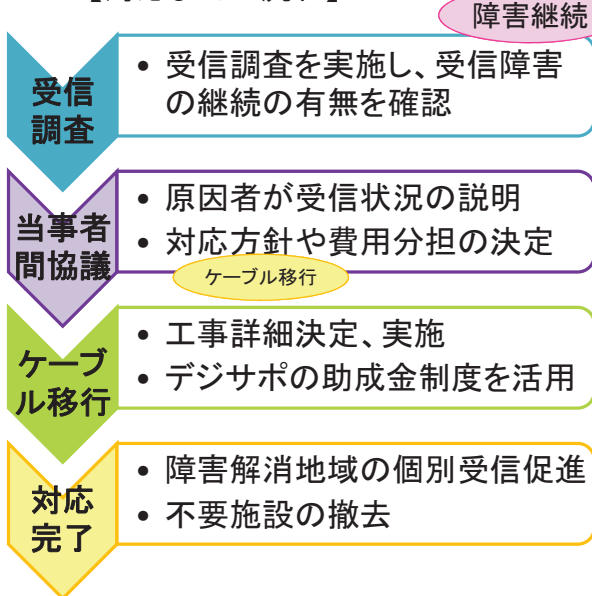 障害継続
受信
調査
• 受信調査を実施し、受信障害
の継続の有無を確認
当事者
間協議
• 原因者が受信状況の説明
• 対応方針や費用分担の決定
ケーブル移行
ケーブ
ル移行
• 工事詳細決定、実施
• デジサポの助成金制度を活用
対応
完了
• 障害解消地域の個別受信促進
• 不要施設の撤去